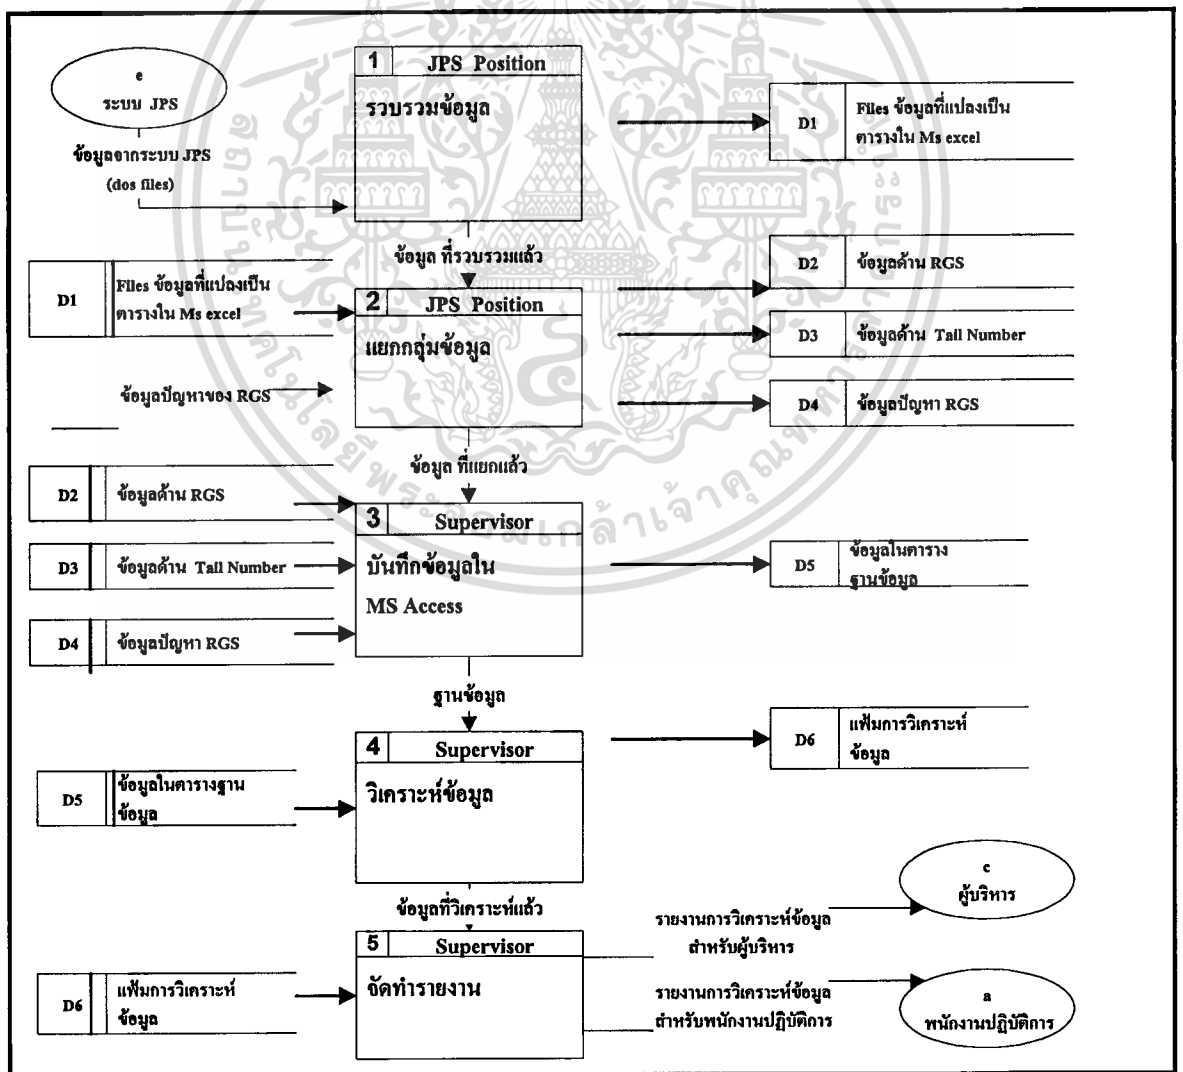 e
ระบบ JPS
ข้อมูลจากระบบ JPS
(dos files)
1 JPS Position
รวบรวมข้อมูล
D1 Files ข้อมูลที่แปลงเป็น
ตารางใน Ms excel
ข้อมูล ที่รวบรวมแล้ว
D1 Files ข้อมูลที่แปลงเป็น
ตารางใน Ms excel
ข้อมูลปัญหาของ RGS
2 JPS Position
แยกกลุ่มข้อมูล
D2 ข้อมูลด้าน RGS
D3 ข้อมูลด้าน Tail Number
D4 ข้อมูลปัญหา RGS
ข้อมูล ที่แยกแล้ว
D2 ข้อมูลด้าน RGS
D3 ข้อมูลด้าน Tail Number
D4 ข้อมูลปัญหา RGS
3 Supervisor
บันทึกข้อมูลใน
MS Access
D5 ข้อมูลในตาราง
ฐานข้อมูล
ฐานข้อมูล
D5 ข้อมูลในตารางฐาน
ข้อมูล
4 Supervisor
วิเคราะห์ข้อมูล
D6 แฟ้มการวิเคราะห์
ข้อมูล
ข้อมูลที่วิเคราะห์แล้ว
D6 แฟ้มการวิเคราะห์
ข้อมูล
5 Supervisor
จัดทำรายงาน
รายงานการวิเคราะห์ข้อมูล
สำหรับผู้บริหาร
c
ผู้บริหาร
รายงานการวิเคราะห์ข้อมูล
สำหรับพนักงานปฏิบัติการ
a
พนักงานปฏิบัติการ
พระจอมเกล้าเจ้าคุณทหาร